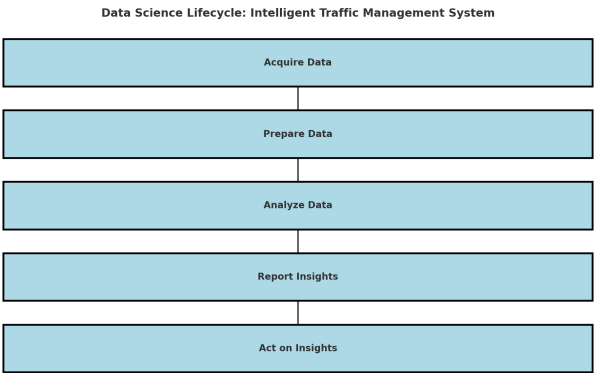 Data Science Lifecycle: Intelligent Traffic Management System
Acquire Data
Prepare Data
Analyze Data
Report Insights
Act on Insights